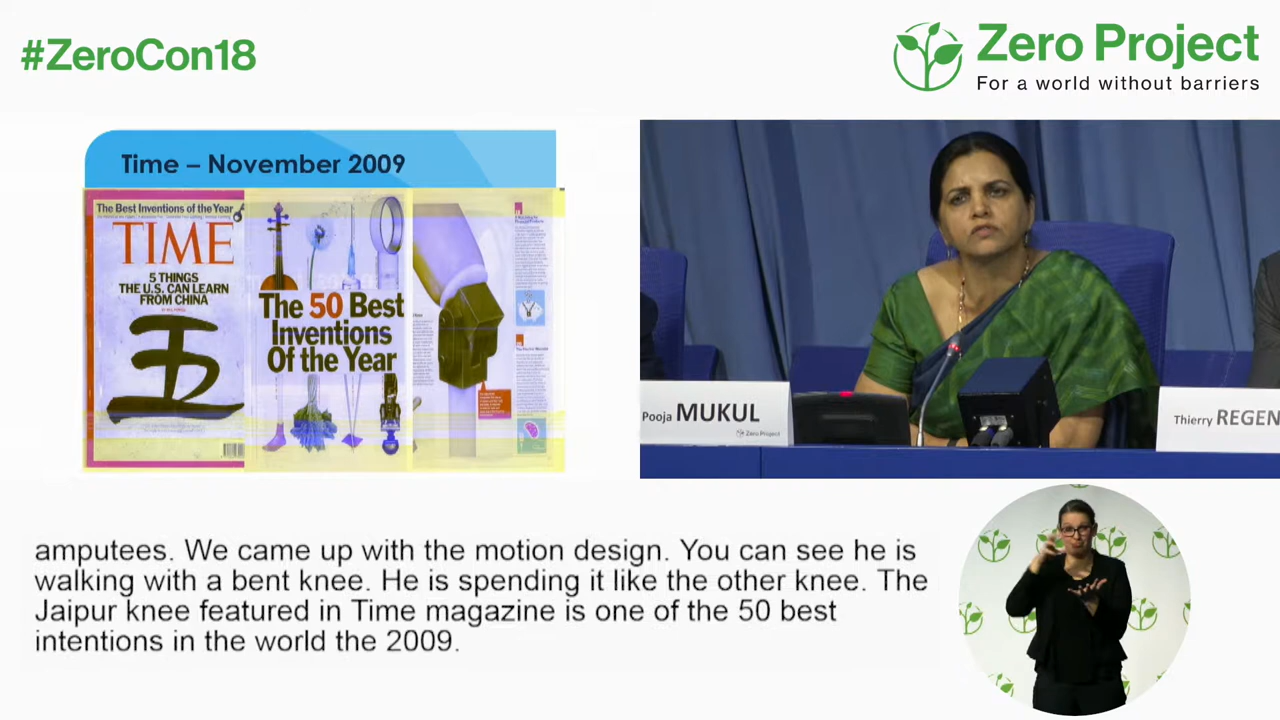 #ZeroCon18
Zero Project
For a world without barriers
Time – November 2009
The Best Inventions of the Year
TIME
5 THINGS
THE U.S. CAN LEARN
FROM CHINA
The 50 Best
Inventions
Of the Year
Pooja MUKUL
Zero Project
Thierry REGEN
amputees. We came up with the motion design. You can see he is
walking with a bent knee. He is spending it like the other knee. The
Jaipur knee featured in Time magazine is one of the 50 best
intentions in the world the 2009.